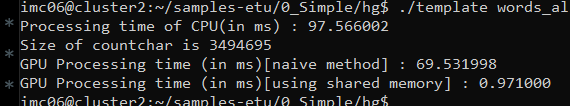 imc06@cluster2:~/samples-etu/0_Simple/hg$ ./template words_al
Processing time of CPU(in ms) : 97.566002
* Size of countchar is 3494695
GPU Processing time (in ms)[naive method] : 69.531998
* GPU Processing time (in ms)[using shared memory] : 0.971000
imc06@cluster2:~/samples-etu/0_Simple/hg$